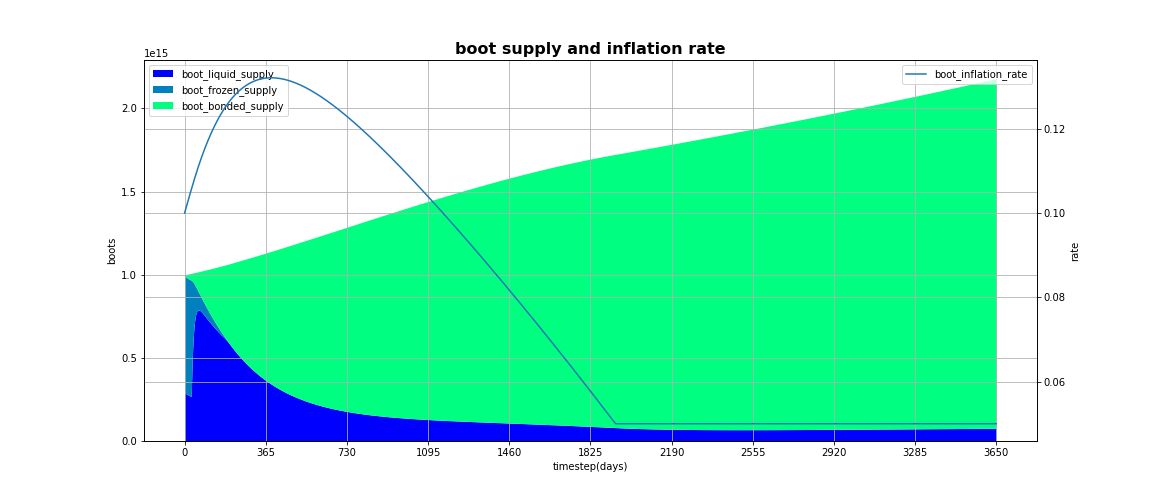 boot supply and inflation rate
1e15
boot_liquid_supply
boot_frozen_supply
boot_bonded_supply
boot_inflation_rate
2.0
1.5
1.0
0.5
0.0
boots
0.12
0.10
0.08
0.06
rate
0 365 730 1095 1460 1825 2190 2555 2920 3285 3650
timestep(days)